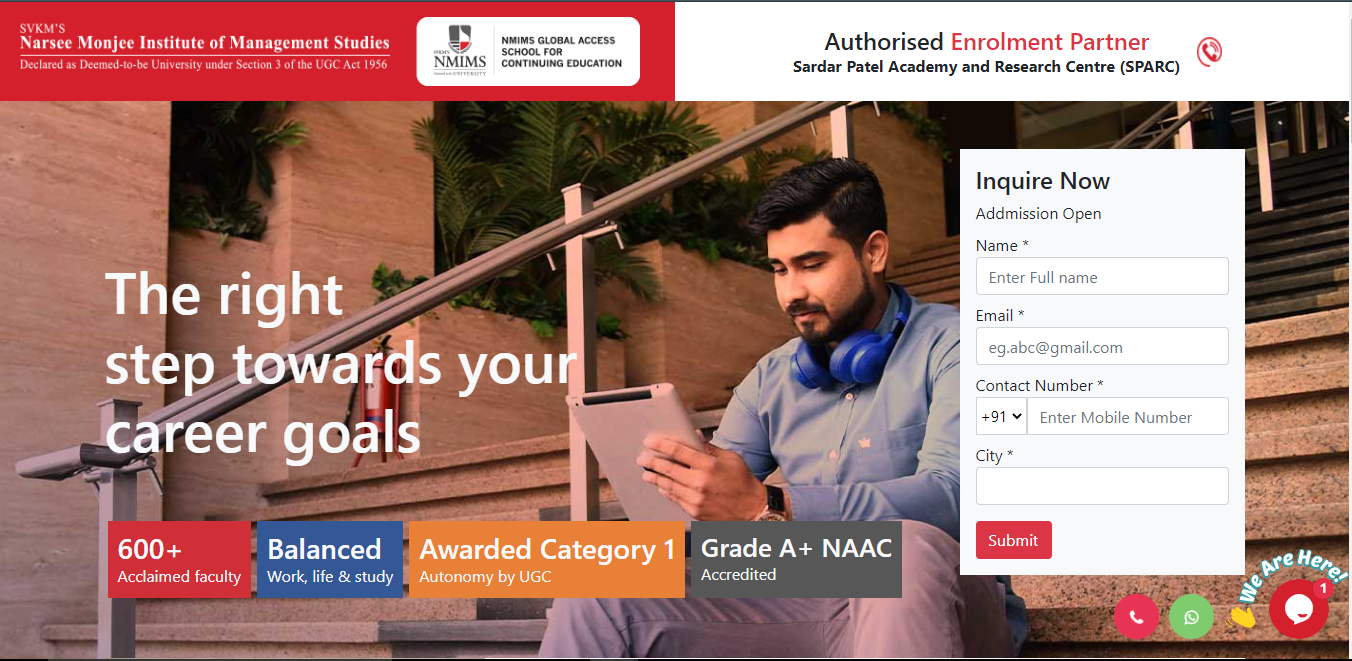 SVKM'S
Narsee Monjee Institute of Management Studies
Declared as Deemed-to-be University under Section 3 of the UGC Act 1956
SVKM'S
NMIMS
UNIVERSITY
NMIMS GLOBAL ACCESS
SCHOOL FOR
CONTINUING EDUCATION
Authorised Enrolment Partner
Sardar Patel Academy and Research Centre (SPARC)
The right
step towards your
career goals
600+
Acclaimed faculty
Balanced
Work, life & study
Awarded Category 1
Autonomy by UGC
Grade A+ NAAC
Accredited
Inquire Now
Addmission Open
Name *
Enter Full name
Email *
eg.abc@gmail.com
Contact Number *
+91
Enter Mobile Number
City *
Submit
We Are Here!
1